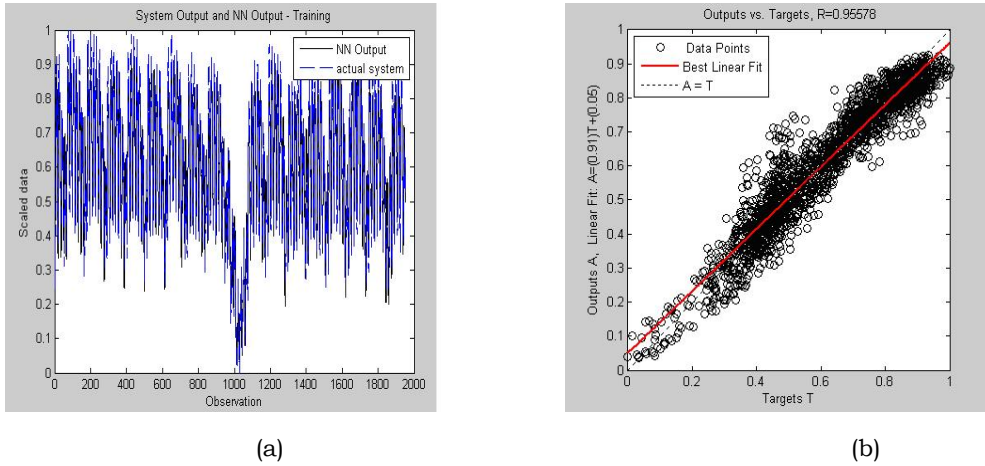 System Output and NN Output - Training
NN Output
actual system
1
0.9
0.8
0.7
0.6
0.5
0.4
0.3
0.2
0.1
0
Scaled data
0 200 400 600 800 1000 1200 1400 1600 1800 2000
Observation
(a)
Outputs vs. Targets, R=0.95578
Data Points
Best Linear Fit
A = T
1
0.9
0.8
0.7
0.6
0.5
0.4
0.3
0.2
0.1
0
Outputs A, Linear Fit: A=(0.91)T+(0.05)
0 0.2 0.4 0.6 0.8 1
Targets T
(b)